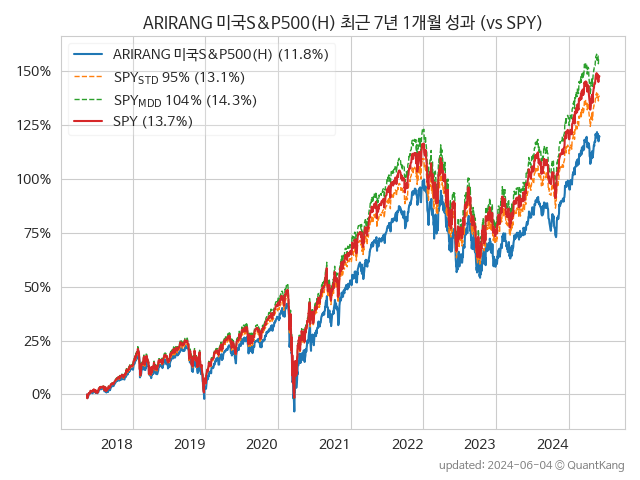 ARIRANG 미국S&P500(H) 최근 7년 1개월 성과 (vs SPY)
ARIRANG 미국S&P500(H) (11.8%)
SPY_STD 95% (13.1%)
SPY_MDD 104% (14.3%)
SPY (13.7%)
150%
125%
100%
75%
50%
25%
0%
2018 2019 2020 2021 2022 2023 2024
updated: 2024-06-04 © QuantKang